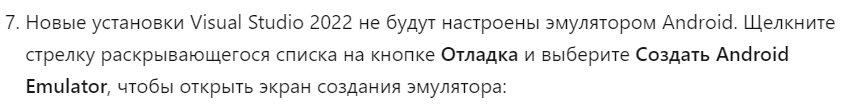 7. Новые установки Visual Studio 2022 не будут настроены эмулятором Android. Щелкните
стрелку раскрывающегося списка на кнопке Отладка и выберите Создать Android
Emulator, чтобы открыть экран создания эмулятора: